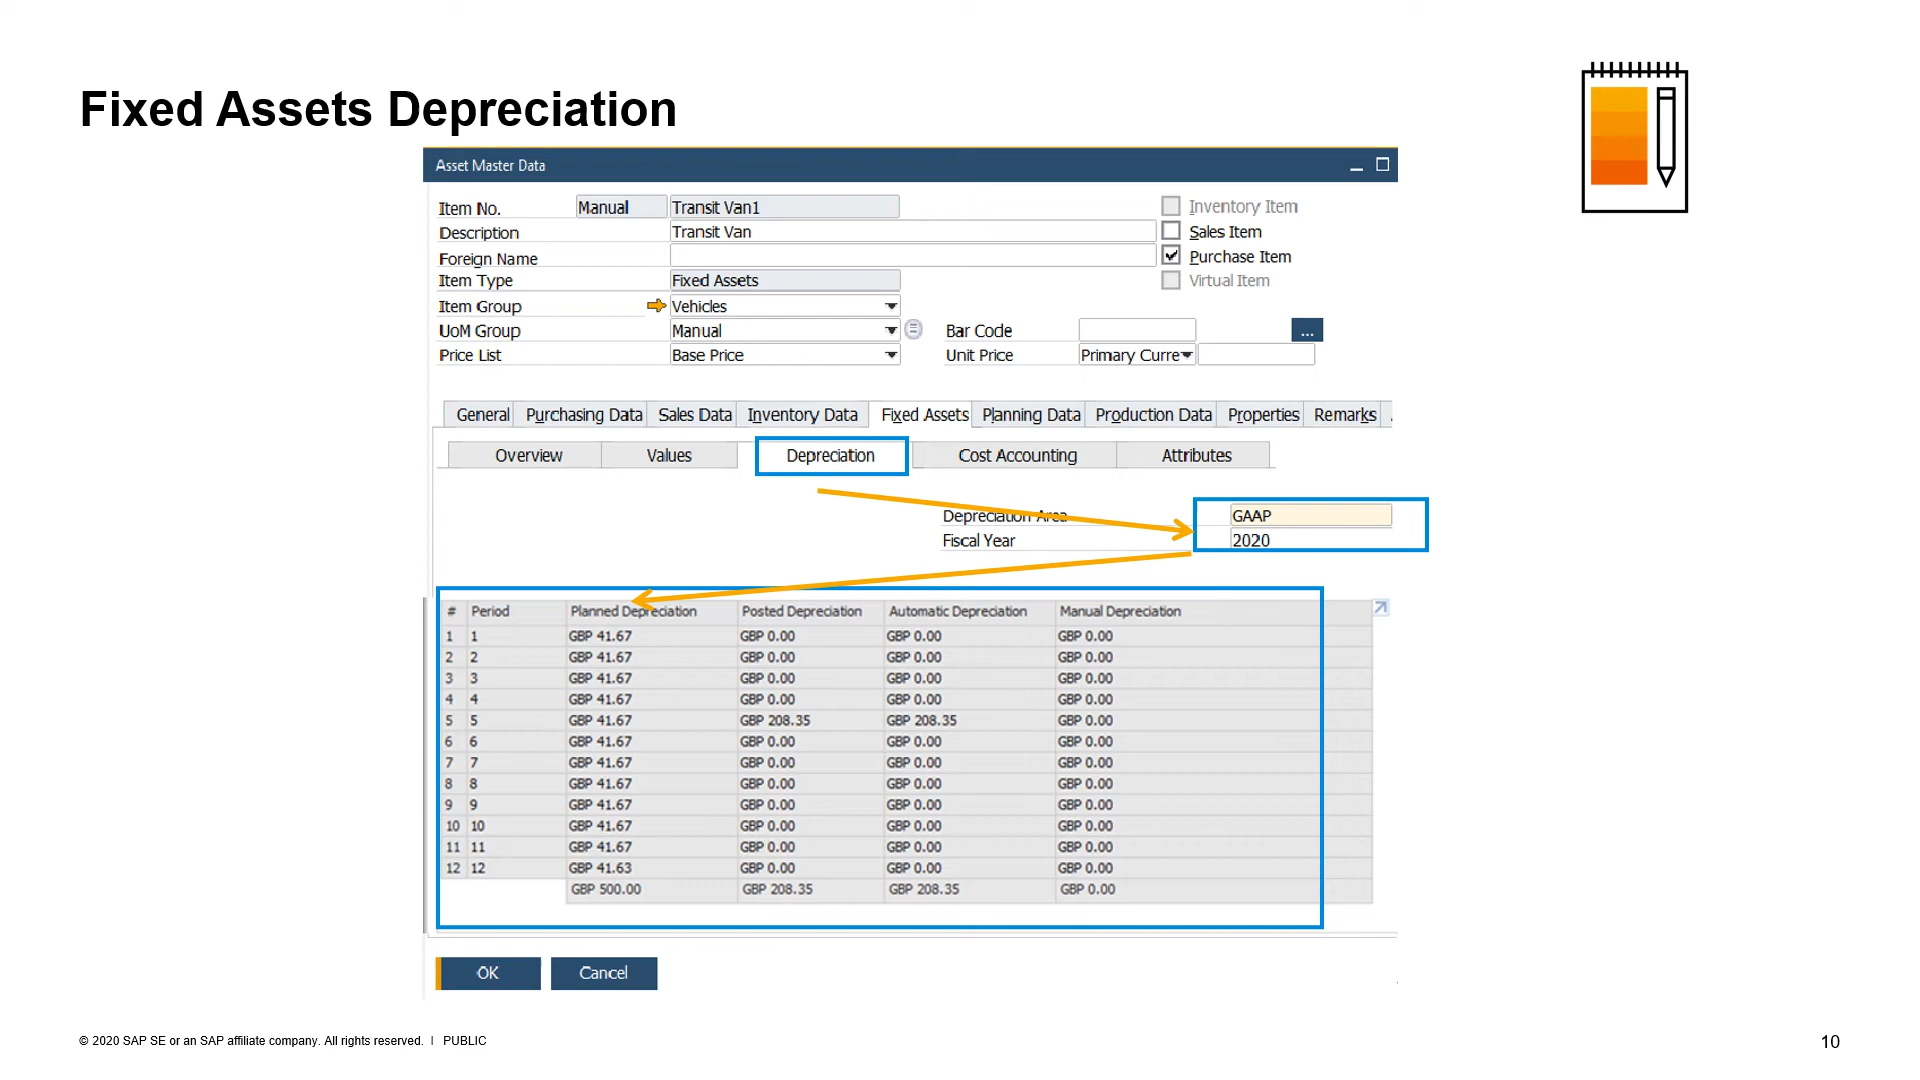 Fixed Assets Depreciation
Asset Master Data
Item No. Manual Transit Van1 Inventory Item
Description Transit Van Sales Item
Foreign Name Purchase Item
Item Type Fixed Assets Virtual Item
Item Group Vehicles
UoM Group Manual Bar Code ...
Price List Base Price Unit Price Primary Curre
General Purchasing Data Sales Data Inventory Data Fixed Assets Planning Data Production Data Properties Remarks
Overview Values Depreciation Cost Accounting Attributes
Depreciation Area GAAP
Fiscal Year 2020
# Period Planned Depreciation Posted Depreciation Automatic Depreciation Manual Depreciation
1 1 GBP 41.67 GBP 0.00 GBP 0.00 GBP 0.00
2 2 GBP 41.67 GBP 0.00 GBP 0.00 GBP 0.00
3 3 GBP 41.67 GBP 0.00 GBP 0.00 GBP 0.00
4 4 GBP 41.67 GBP 0.00 GBP 0.00 GBP 0.00
5 5 GBP 41.67 GBP 208.35 GBP 208.35 GBP 0.00
6 6 GBP 41.67 GBP 0.00 GBP 0.00 GBP 0.00
7 7 GBP 41.67 GBP 0.00 GBP 0.00 GBP 0.00
8 8 GBP 41.67 GBP 0.00 GBP 0.00 GBP 0.00
9 9 GBP 41.67 GBP 0.00 GBP 0.00 GBP 0.00
10 10 GBP 41.67 GBP 0.00 GBP 0.00 GBP 0.00
11 11 GBP 41.67 GBP 0.00 GBP 0.00 GBP 0.00
12 12 GBP 41.63 GBP 0.00 GBP 0.00 GBP 0.00
GBP 500.00 GBP 208.35 GBP 208.35 GBP 0.00
OK Cancel
© 2020 SAP SE or an SAP affiliate company. All rights reserved. ǀ PUBLIC
10